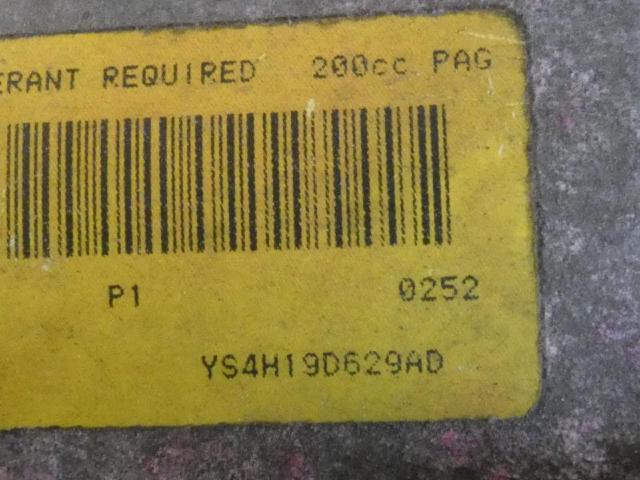 ERANT REQUIRED 200cc PAG
P1 0252
YS4H19D629AD